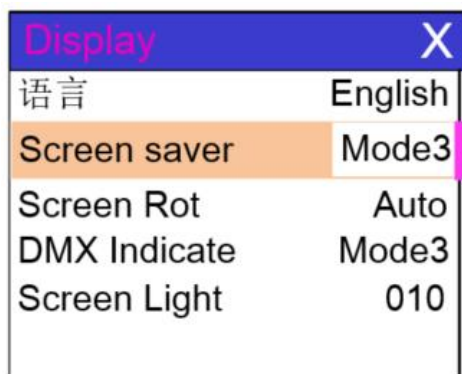 Display X
语言 English
Screen saver Mode3
Screen Rot Auto
DMX Indicate Mode3
Screen Light 010